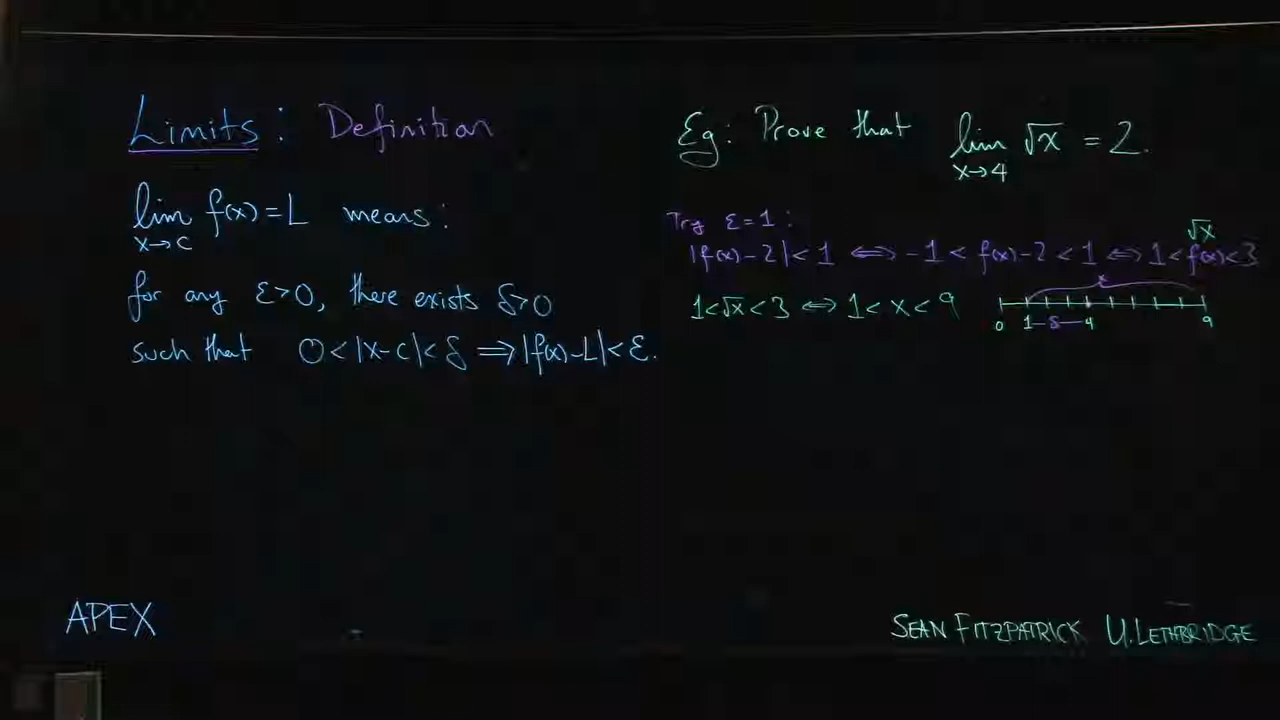 Limits: Definition
lim f(x) = L means:
x→c
for any ε>0, there exists δ>0
such that 0<|x-c|<δ ⟹ |f(x)-L|<ε.
Eg: Prove that lim √x = 2.
x→4
Try ε=1:
√x
|f(x)-2|<1 ⟺ -1<f(x)-2<1 ⟺ 1<f(x)<3
x
1<√x<3 ⟺ 1<x<9
0 1-δ-4 9
APEX
SEAN FITZPATRICK U. LETHBRIDGE